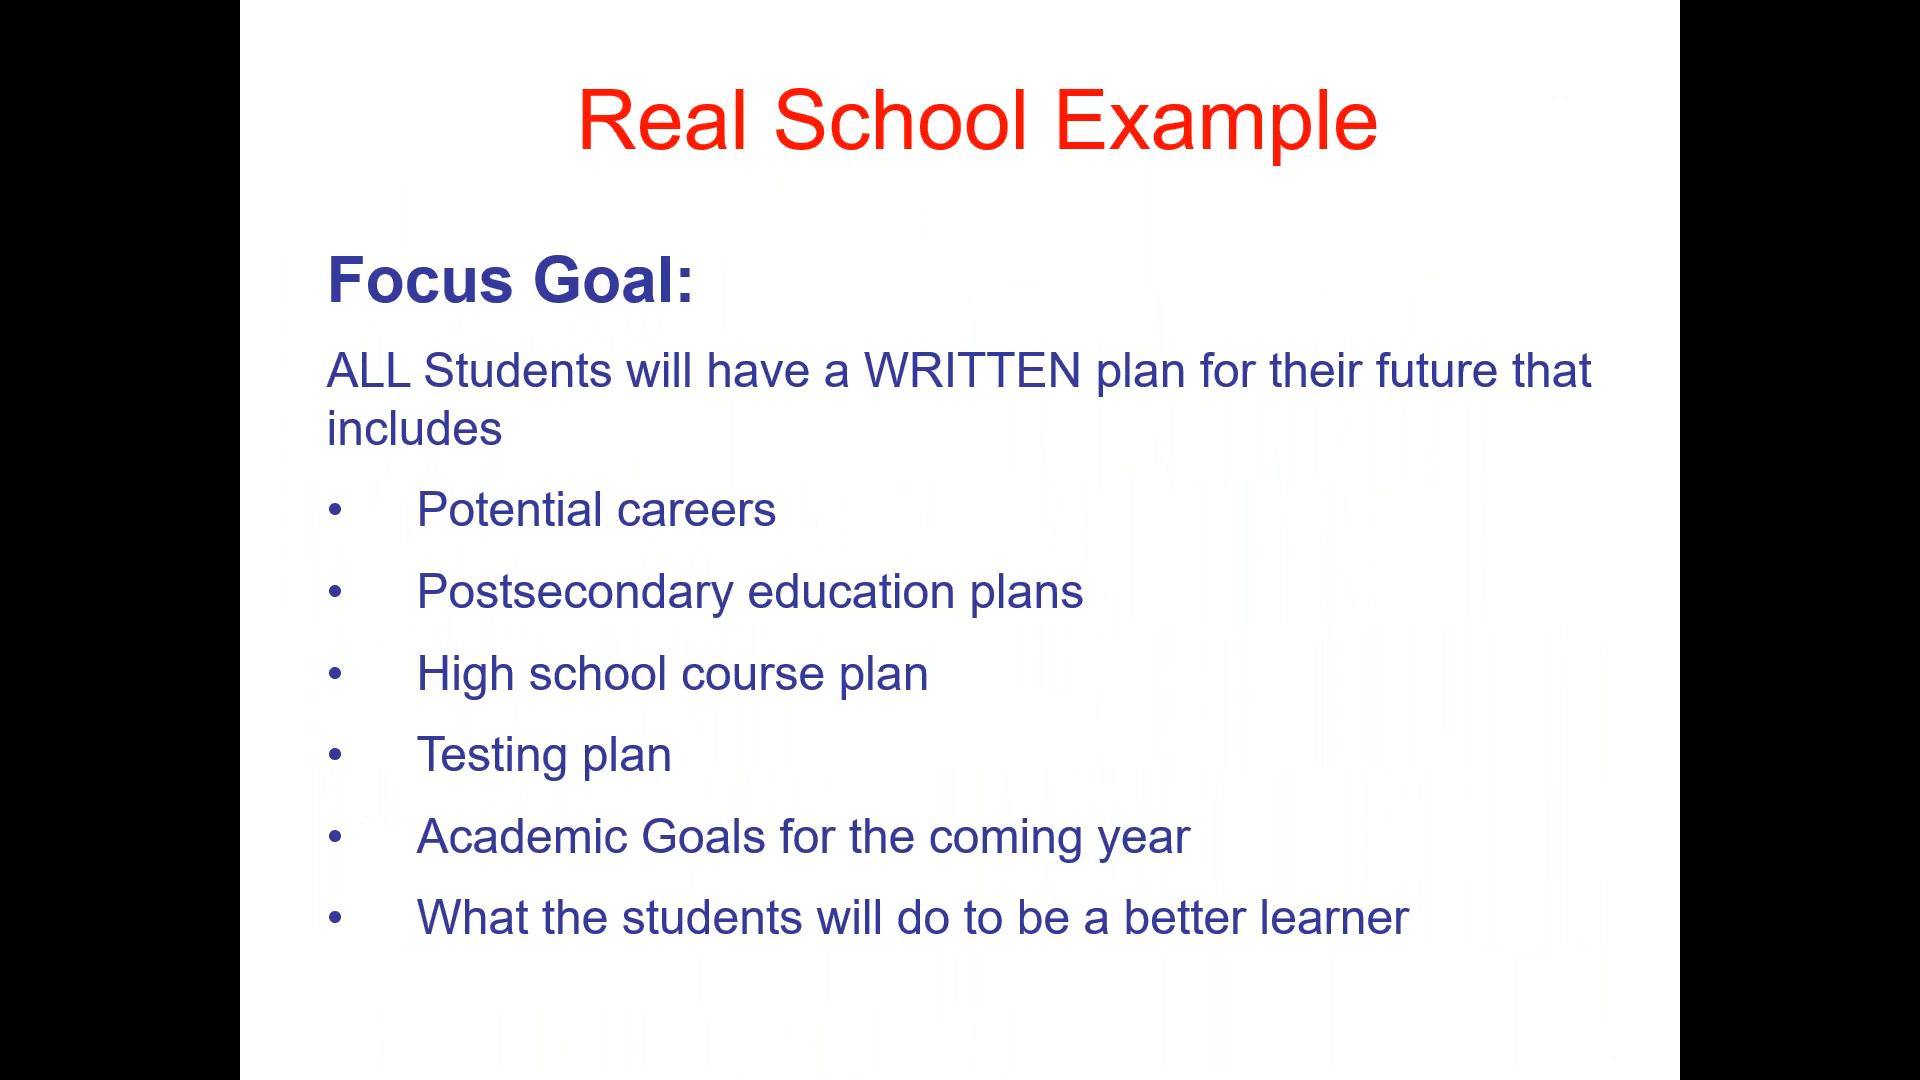 Real School Example
Focus Goal:
ALL Students will have a WRITTEN plan for their future that
includes
• Potential careers
• Postsecondary education plans
• High school course plan
• Testing plan
• Academic Goals for the coming year
• What the students will do to be a better learner